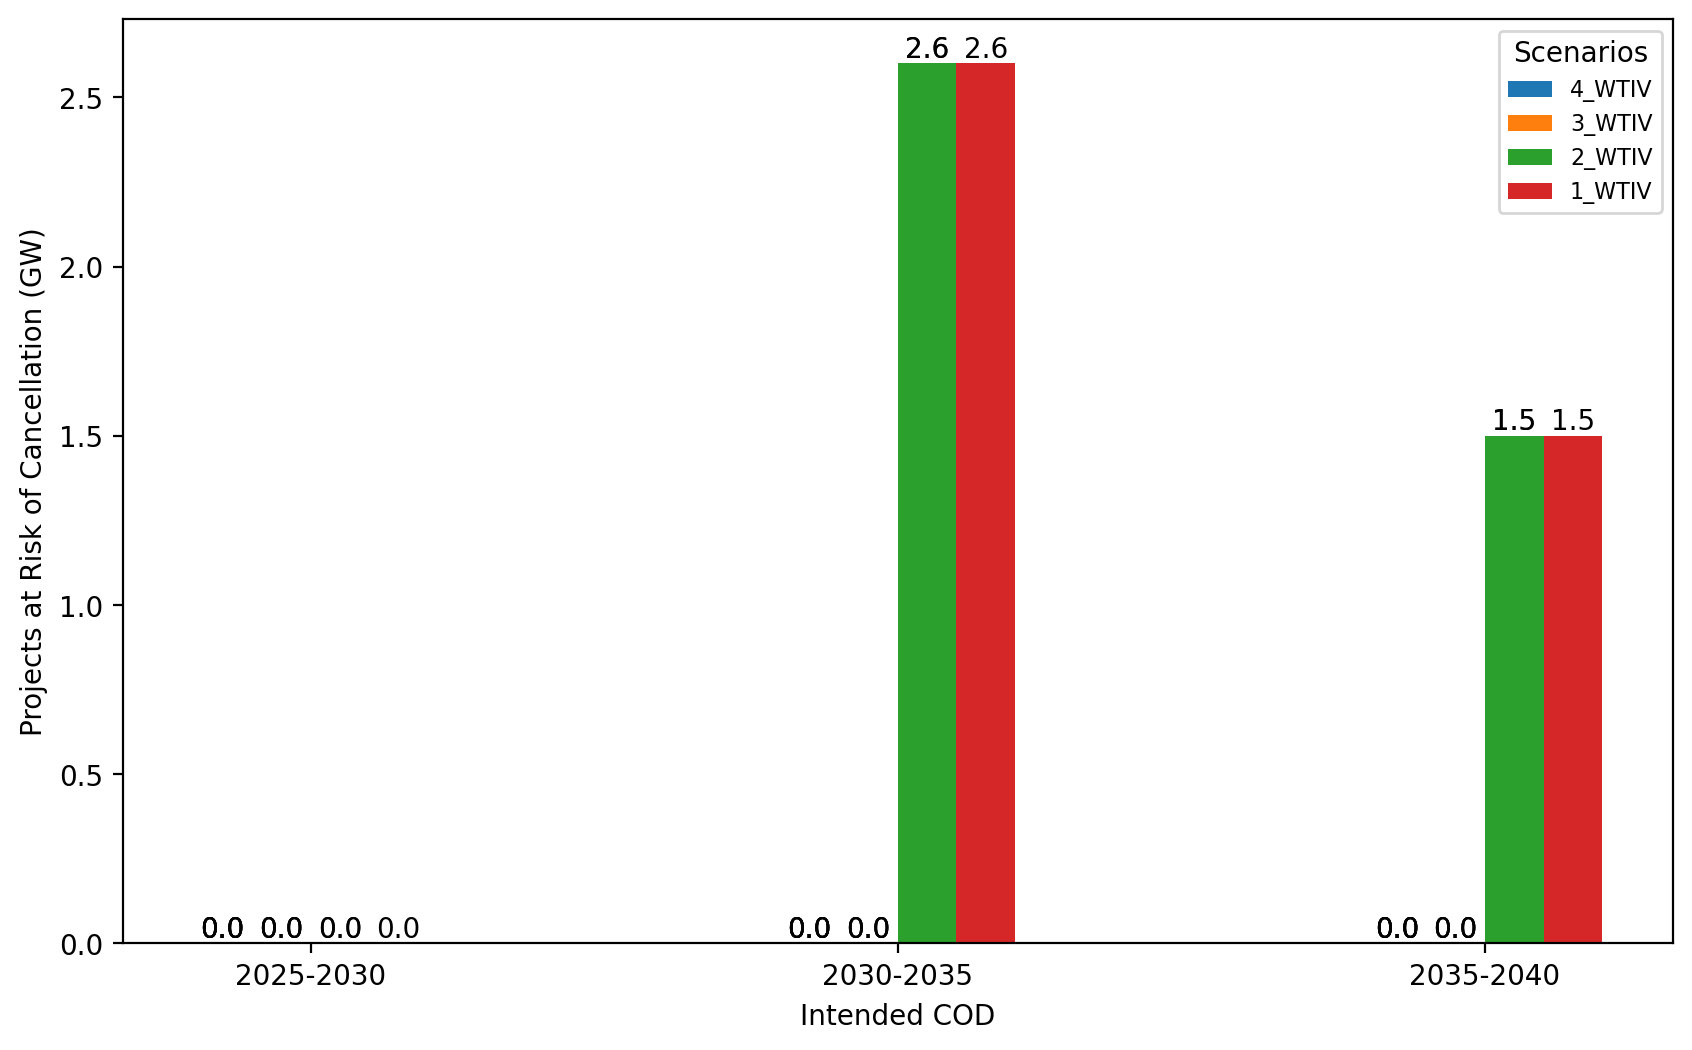 Scenarios
4_WTIV
3_WTIV
2_WTIV
1_WTIV
Projects at Risk of Cancellation (GW)
2.5
2.0
1.5
1.0
0.5
0.0
2.6 2.6
1.5 1.5
0.0 0.0 0.0 0.0
0.0 0.0
0.0 0.0
2025-2030
2030-2035
2035-2040
Intended COD